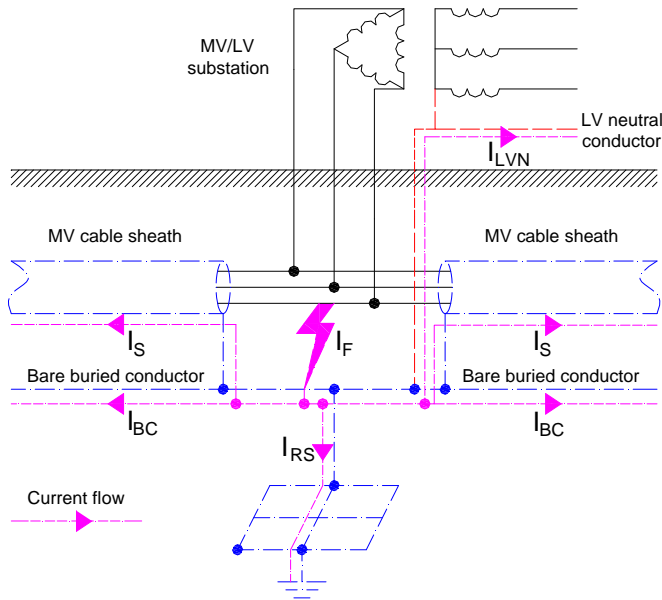 MV/LV
substation
LV neutral
conductor
I_LVN
MV cable sheath
MV cable sheath
I_S
I_F
I_S
Bare buried conductor
Bare buried conductor
I_BC
I_BC
I_RS
Current flow